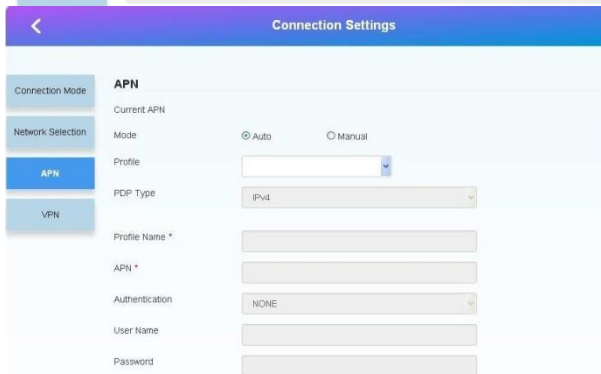 Connection Settings
Connection Mode
Network Selection
APN
VPN
APN
Current APN
Mode
Auto
Manual
Profile
PDP Type
IPv4
Profile Name *
APN *
Authentication
NONE
User Name
Password